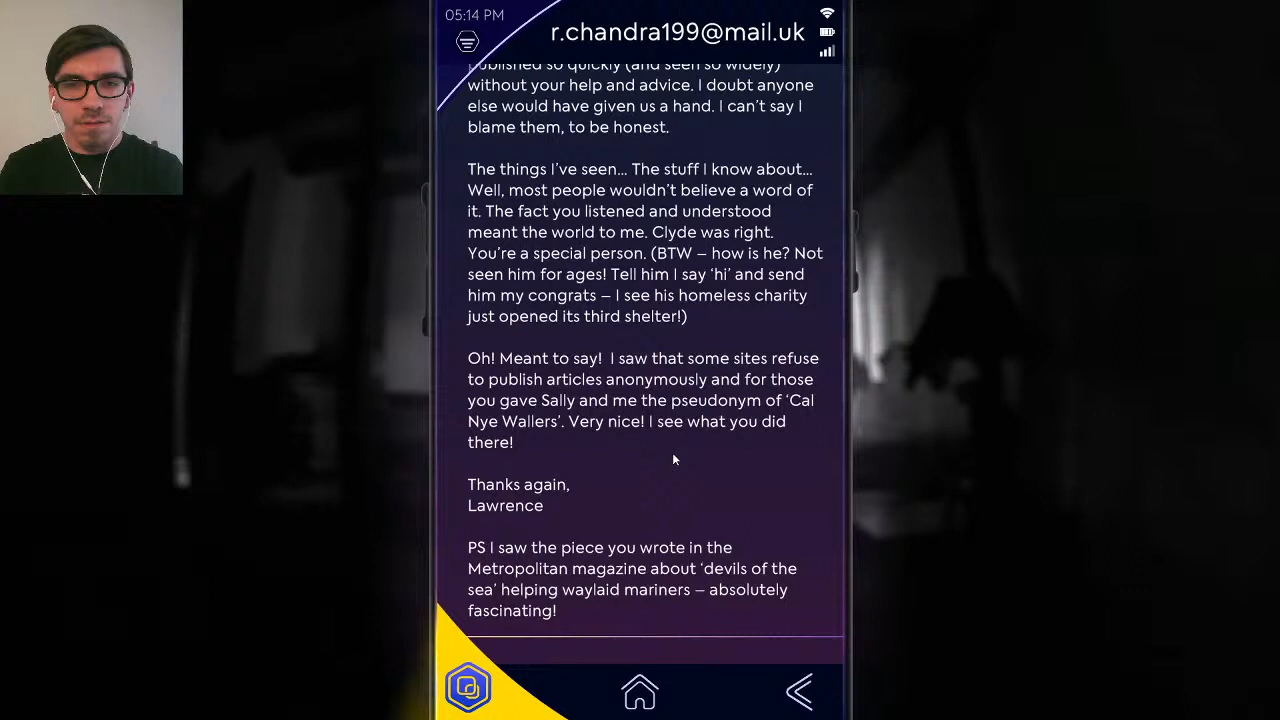 05:14 PM
r.chandra199@mail.uk
published so quickly (and seen so widely)
without your help and advice. I doubt anyone
else would have given us a hand. I can't say I
blame them, to be honest.
The things I've seen... The stuff I know about...
Well, most people wouldn't believe a word of
it. The fact you listened and understood
meant the world to me. Clyde was right.
You're a special person. (BTW – how is he? Not
seen him for ages! Tell him I say 'hi' and send
him my congrats – I see his homeless charity
just opened its third shelter!)
Oh! Meant to say! I saw that some sites refuse
to publish articles anonymously and for those
you gave Sally and me the pseudonym of 'Cal
Nye Wallers'. Very nice! I see what you did
there!
Thanks again,
Lawrence
PS I saw the piece you wrote in the
Metropolitan magazine about 'devils of the
sea' helping waylaid mariners – absolutely
fascinating!